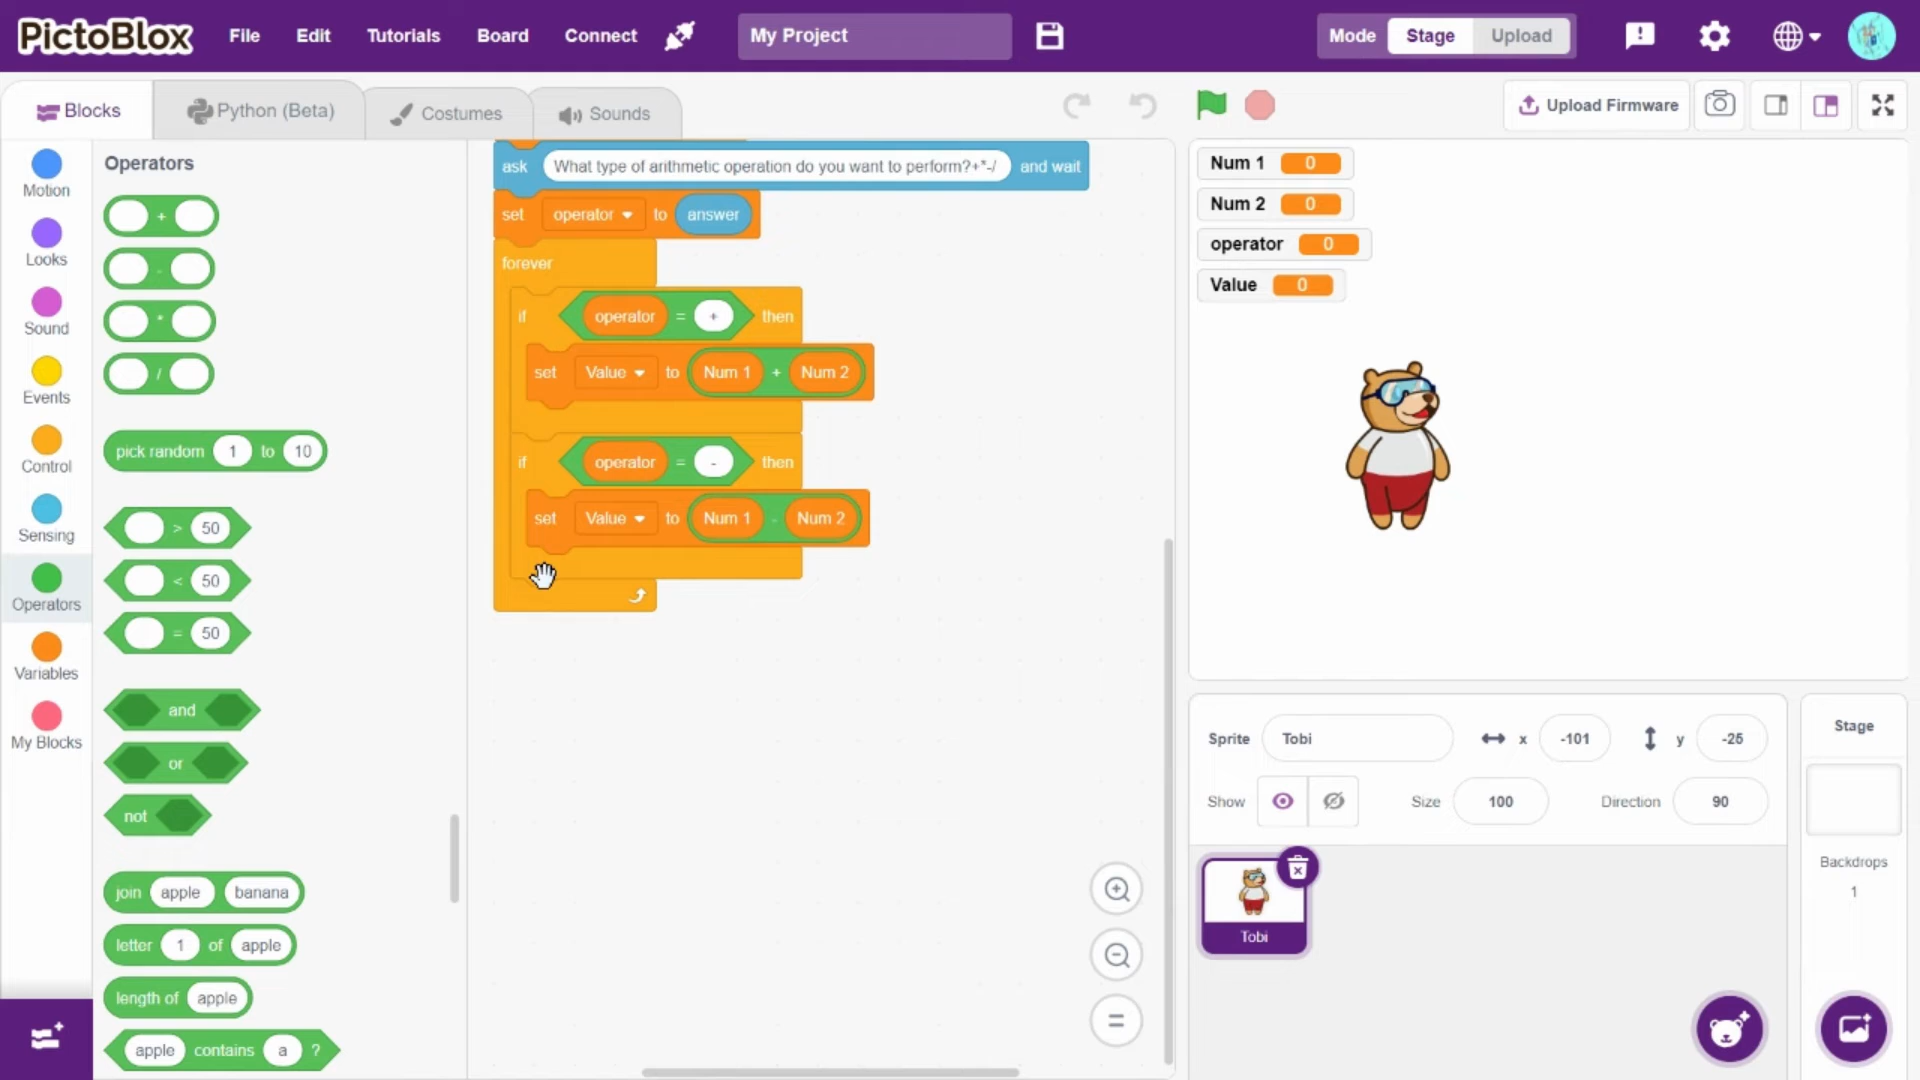 PictoBlox File Edit Tutorials Board Connect My Project Mode Stage Upload
Blocks Python (Beta) Costumes Sounds Upload Firmware
Motion
Looks
Sound
Events
Control
Sensing
Operators
Variables
My Blocks
Operators
+
-
*
/
pick random 1 to 10
> 50
< 50
= 50
and
or
not
join apple banana
letter 1 of apple
length of apple
apple contains a ?
ask What type of arithmetic operation do you want to perform?+*-/ and wait
set operator to answer
forever
if operator = + then
set Value to Num 1 + Num 2
if operator = - then
set Value to Num 1 - Num 2
Num 1 0
Num 2 0
operator 0
Value 0
Sprite Tobi x -101 y -25
Show Size 100 Direction 90
Tobi
Stage
Backdrops
1